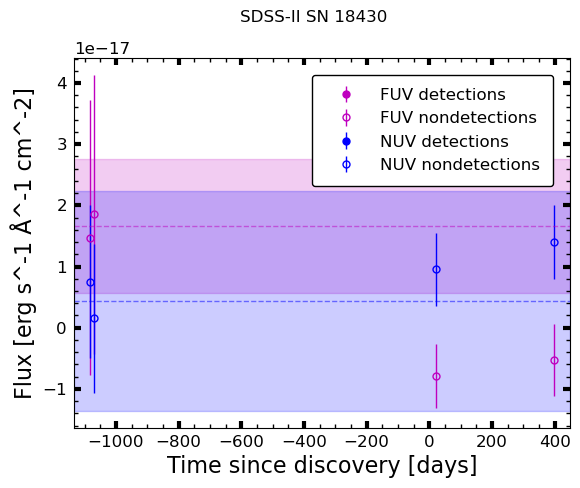 SDSS-II SN 18430
1e−17
FUV detections
FUV nondetections
NUV detections
NUV nondetections
4
3
2
1
0
−1
Flux [erg s^-1 Å^-1 cm^-2]
−1000 −800 −600 −400 −200 0 200 400
Time since discovery [days]